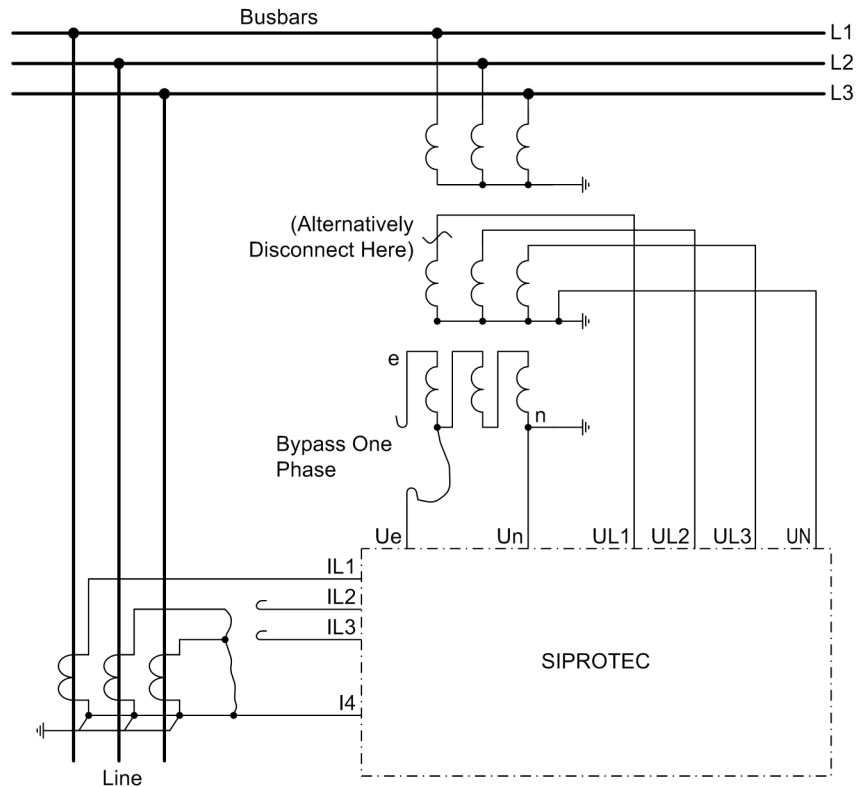 Busbars
L1
L2
L3
(Alternatively
Disconnect Here)
e
n
Bypass One
Phase
Ue
Un
UL1
UL2
UL3
UN
IL1
IL2
IL3
SIPROTEC
I4
Line